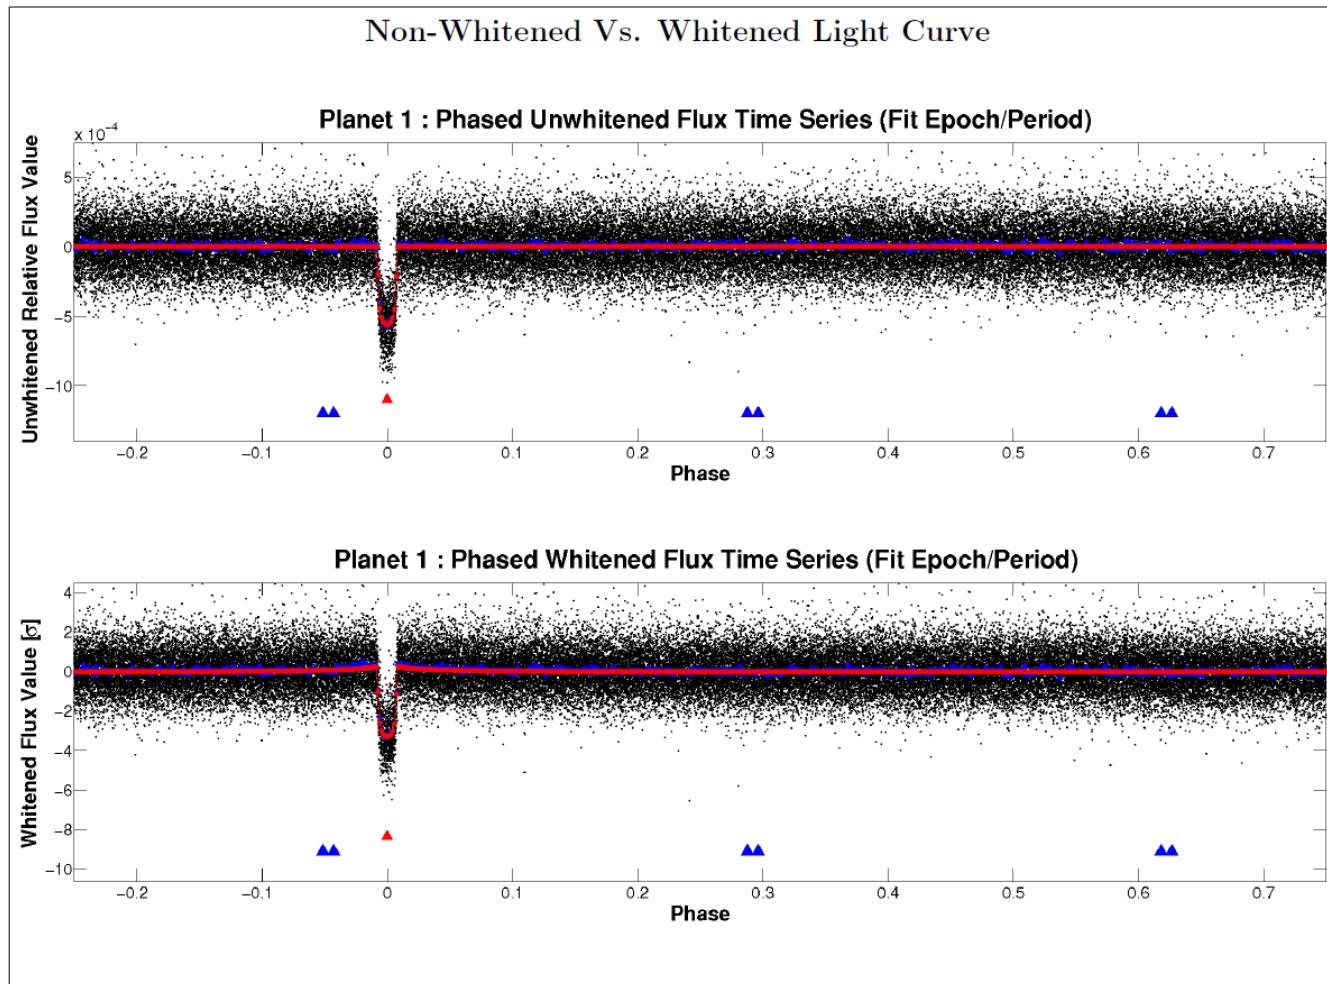 Non-Whitened Vs. Whitened Light Curve
Planet 1 : Phased Unwhitened Flux Time Series (Fit Epoch/Period)
x 10⁻⁴
Unwhitened Relative Flux Value
5
0
−5
−10
−0.2 −0.1 0 0.1 0.2 0.3 0.4 0.5 0.6 0.7
Phase
Planet 1 : Phased Whitened Flux Time Series (Fit Epoch/Period)
Whitened Flux Value [σ]
4
2
0
−2
−4
−6
−8
−10
−0.2 −0.1 0 0.1 0.2 0.3 0.4 0.5 0.6 0.7
Phase